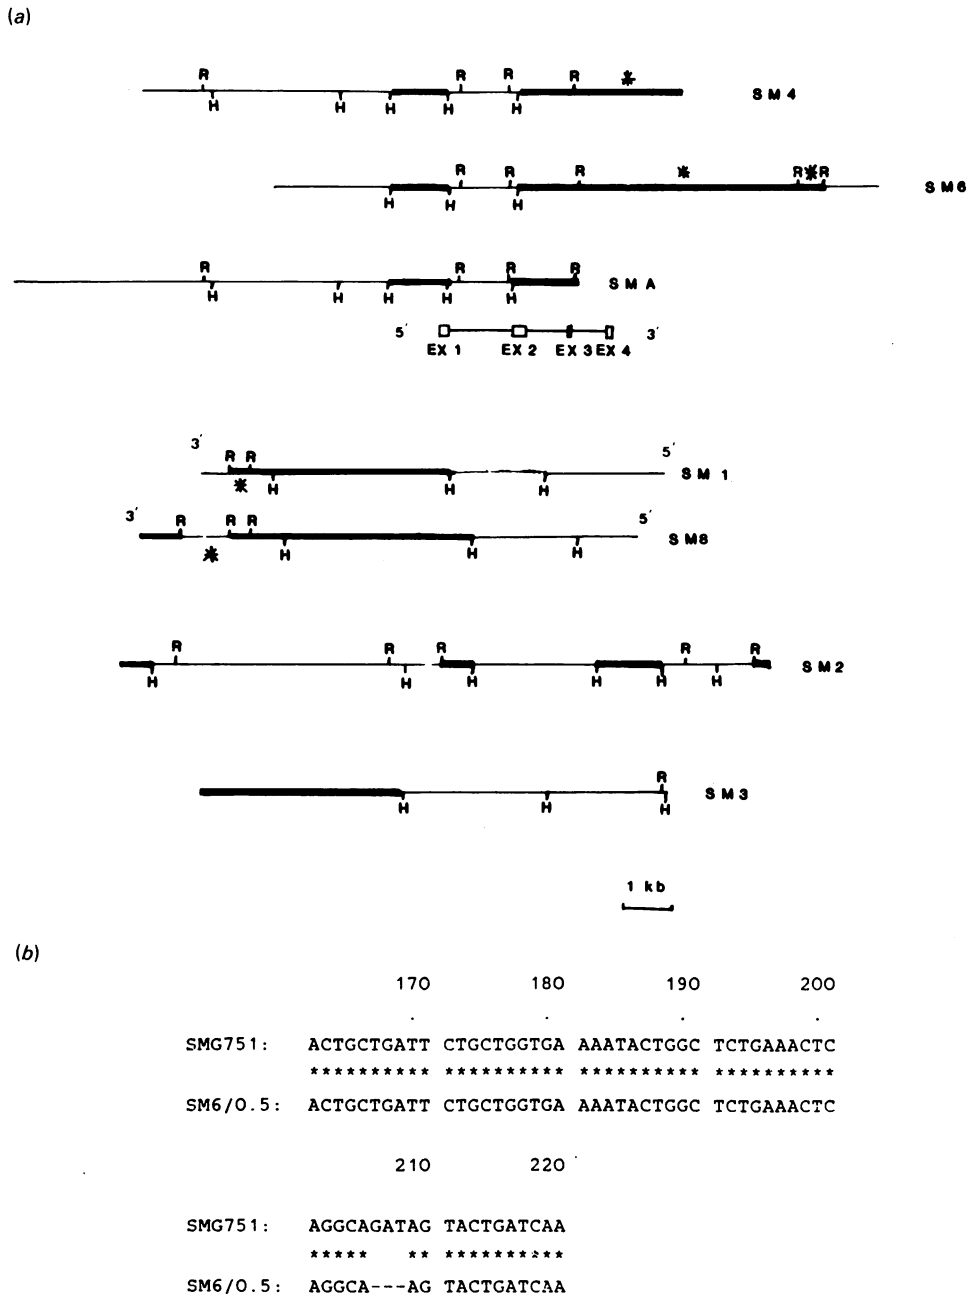 (a)
R R R R * SM4
H H H H H
R R R * R * R SM6
H H H
R R R R SMA
H H H H H
5' 3'
EX 1 EX 2 EX 3 EX 4
3' 5'
R R SM 1
* H H H
3' 5'
R R R SM8
* H H H
R R R R R SM2
H H H H H H
R SM3
H H H
1 kb
(b)
170 180 190 200
. . . .
SMG751: ACTGCTGATT CTGCTGGTGA AAATACTGGC TCTGAAACTC
********** ********** ********** **********
SM6/0.5: ACTGCTGATT CTGCTGGTGA AAATACTGGC TCTGAAACTC
210 220
SMG751: AGGCAGATAG TACTGATCAA
***** ** **********
SM6/0.5: AGGCA---AG TACTGATCAA